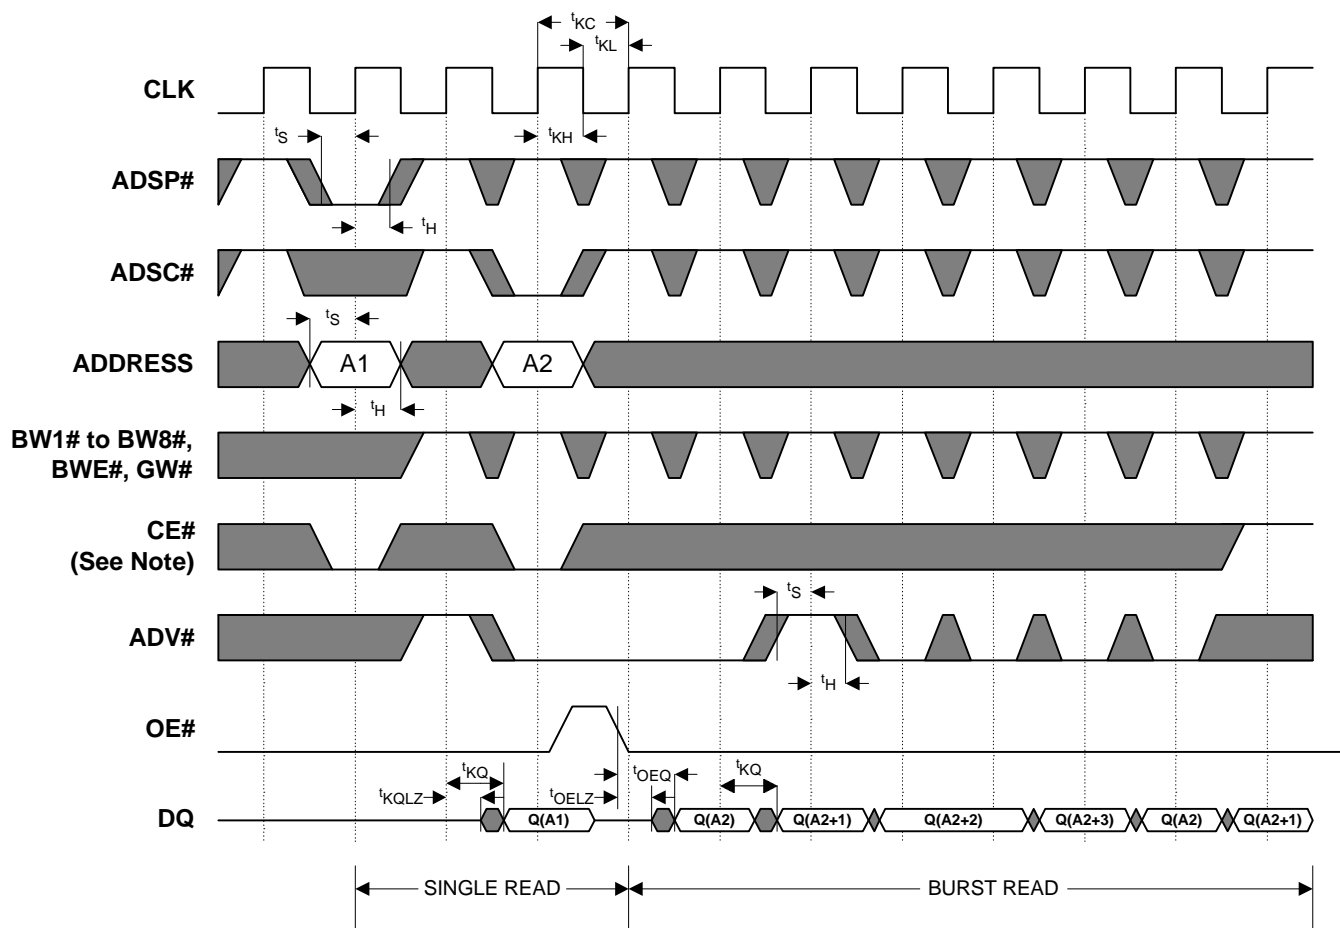 tKC
tKL
CLK
tS
tKH
ADSP#
tH
ADSC#
tS
ADDRESS
A1
A2
tH
BW1# to BW8#,
BWE#, GW#
CE#
(See Note)
tS
ADV#
tH
OE#
tKQ
tOEQ
tKQ
tKQLZ
tOELZ
DQ
Q(A1)
Q(A2)
Q(A2+1)
Q(A2+2)
Q(A2+3)
Q(A2)
Q(A2+1)
SINGLE READ
BURST READ